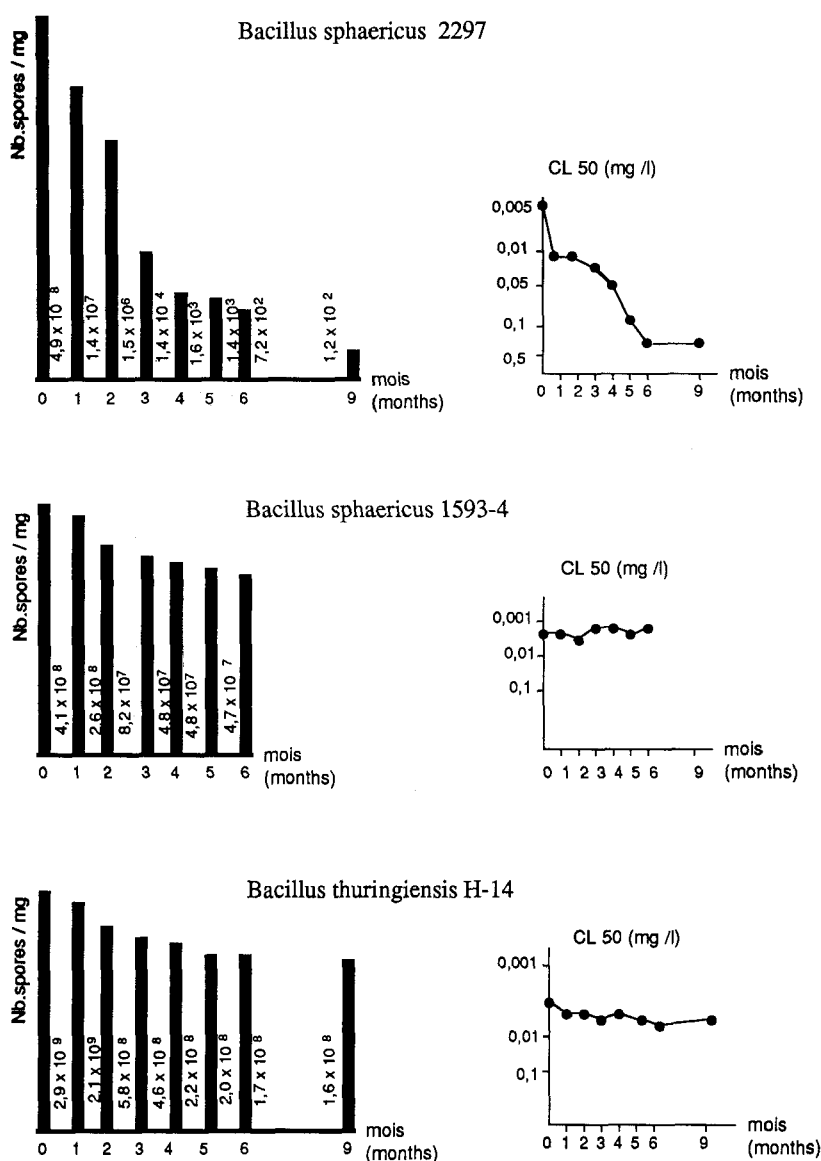 Bacillus sphaericus 2297
Nb.spores / mg
4,9 x 10 8
1,4 x 10 7
1,5 x 10 6
1,4 x 10 4
1,6 x 10 3
1,4 x 10 3
7,2 x 10 2
1,2 x 10 2
0 1 2 3 4 5 6 9
mois
(months)
CL 50 (mg /l)
0,005
0,01
0,05
0,1
0,5
0 1 2 3 4 5 6 9
mois
(months)
Bacillus sphaericus 1593-4
Nb.spores / mg
4,1 x 10 8
2,6 x 10 8
8,2 x 10 7
4,8 x 10 7
4,8 x 10 7
4,7 x 10 7
0 1 2 3 4 5 6
mois
(months)
CL 50 (mg /l)
0,001
0,01
0,1
0 1 2 3 4 5 6 9
mois
(months)
Bacillus thuringiensis H-14
Nb.spores / mg
2,9 x 10 9
2,1 x 10 9
5,8 x 10 8
4,6 x 10 8
2,2 x 10 8
2,0 x 10 8
1,7 x 10 8
1,6 x 10 8
0 1 2 3 4 5 6 9
mois
(months)
CL 50 (mg /l)
0,001
0,01
0,1
0 1 2 3 4 5 6 9
mois
(months)